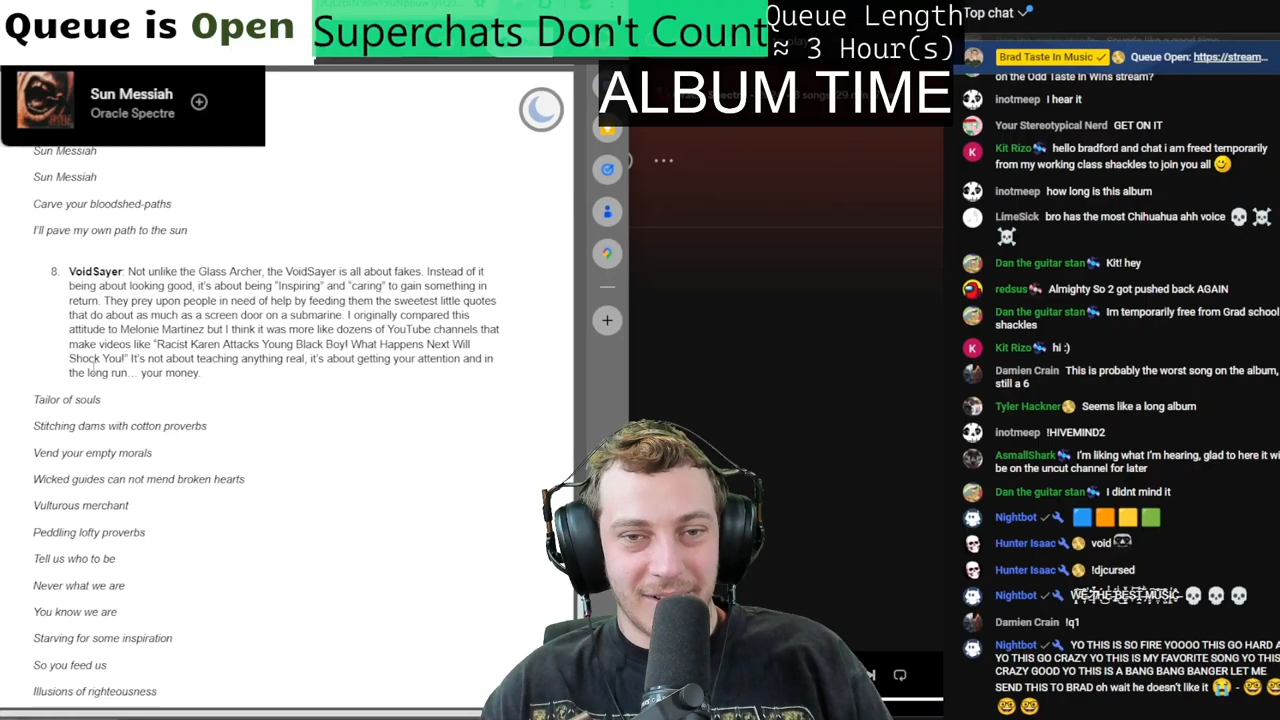 Queue is Open
Superchats Don't Count
Queue Length
≈ 3 Hour(s)
ALBUM TIME
Sun Messiah
Oracle Spectre
Sun Messiah
Sun Messiah
Carve your bloodshed-paths
I'll pave my own path to the sun
8. VoidSayer: Not unlike the Glass Archer, the VoidSayer is all about fakes. Instead of it
being about looking good, it's about being "Inspiring" and "caring" to gain something in
return. They prey upon people in need of help by feeding them the sweetest little quotes
that do about as much as a screen door on a submarine. I originally compared this
attitude to Melonie Martinez but I think it was more like dozens of YouTube channels that
make videos like "Racist Karen Attacks Young Black Boy! What Happens Next Will
Shock You!" It's not about teaching anything real, it's about getting your attention and in
the long run... your money.
Tailor of souls
Stitching dams with cotton proverbs
Vend your empty morals
Wicked guides can not mend broken hearts
Vulturous merchant
Peddling lofty proverbs
Tell us who to be
Never what we are
You know we are
Starving for some inspiration
So you feed us
Illusions of righteousness
Top chat
Brad Taste In Music Queue Open: https://stream...
on the Odd Taste In Wins stream?
inotmeep I hear it
Your Stereotypical Nerd GET ON IT
Kit Rizo hello bradford and chat i am freed temporarily
from my working class shackles to join you all
inotmeep how long is this album
LimeSick bro has the most Chihuahua ahh voice
Dan the guitar stan Kit! hey
redsus Almighty So 2 got pushed back AGAIN
Dan the guitar stan Im temporarily free from Grad school
shackles
Kit Rizo hi :)
Damien Crain This is probably the worst song on the album,
still a 6
Tyler Hackner Seems like a long album
inotmeep !HIVEMIND2
AsmallShark I'm liking what I'm hearing, glad to here it wi
be on the uncut channel for later
Dan the guitar stan I didnt mind it
Nightbot
Hunter Isaac void
Hunter Isaac !djcursed
Nightbot WE THE BEST MUSIC
Damien Crain !q1
Nightbot YO THIS IS SO FIRE YOOOO THIS GO HARD A
YO THIS GO CRAZY YO THIS IS MY FAVORITE SONG YO THIS
CRAZY GOOD YO THIS IS A BANG BANG BANGER LET ME
SEND THIS TO BRAD oh wait he doesn't like it